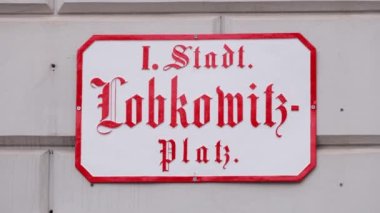 I. Stadt.
Lobkowitz-
Platz.